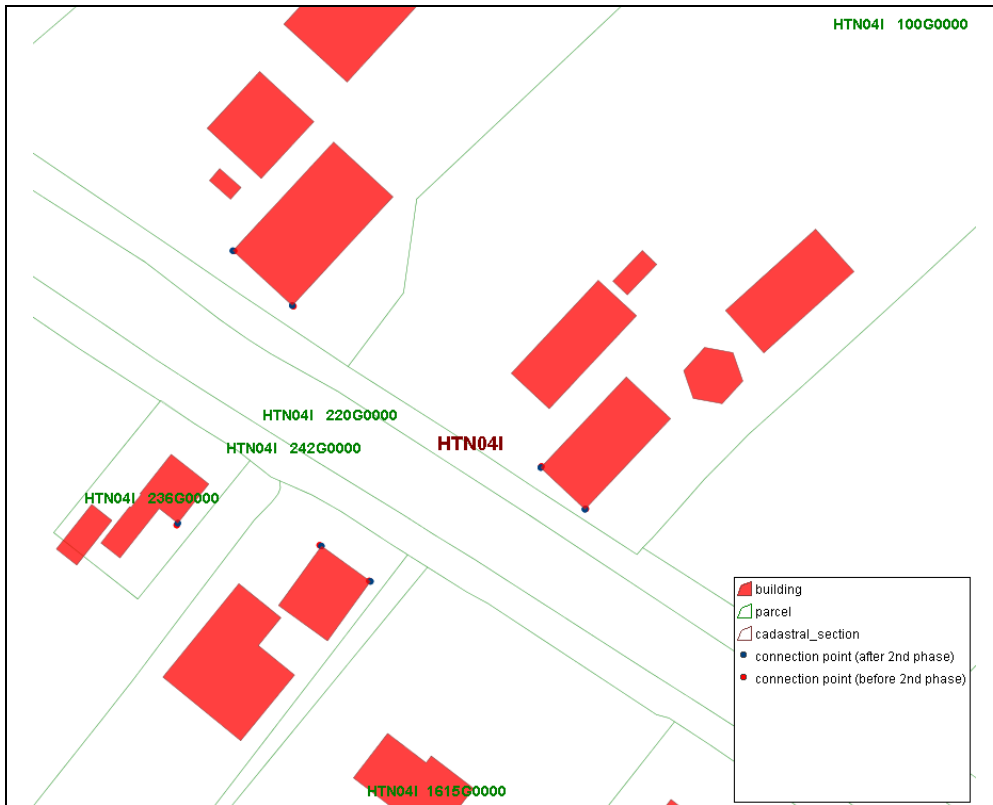 HTN04I 100G0000
HTN04I 220G0000
HTN04I
HTN04I 242G0000
HTN04I 236G0000
building
parcel
cadastral_section
connection point (after 2nd phase)
connection point (before 2nd phase)
HTN04I 1615G0000